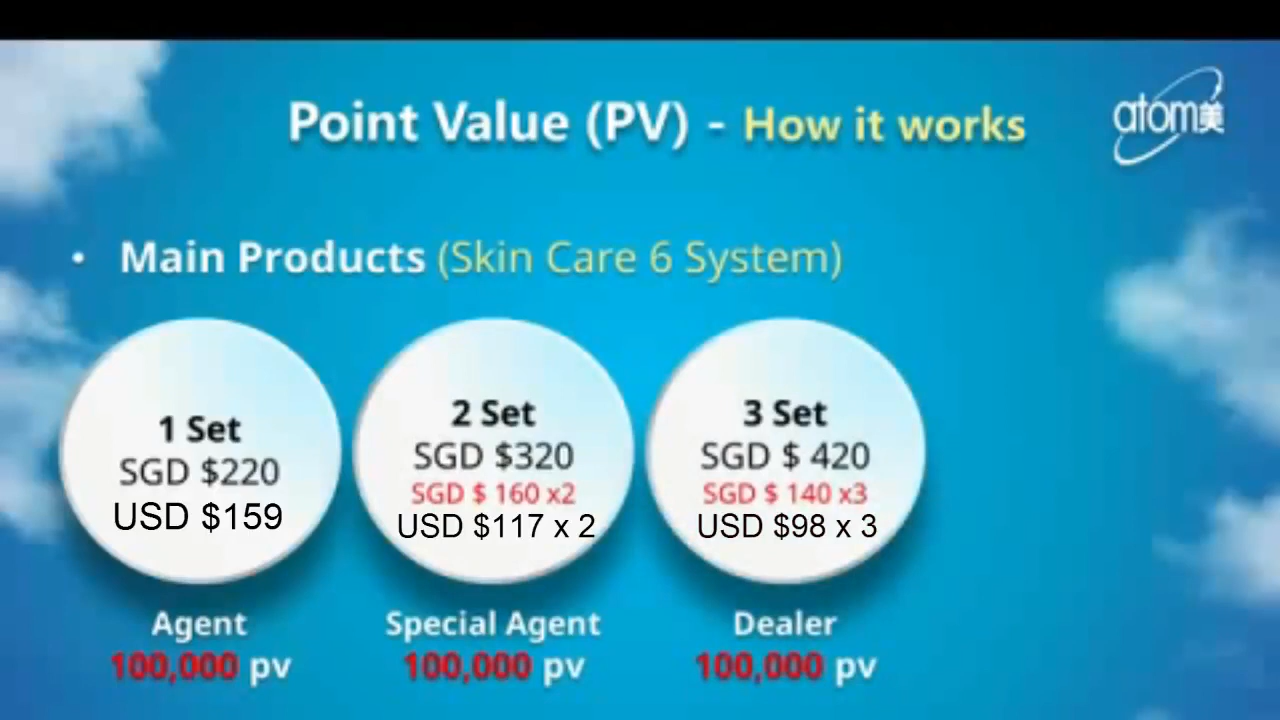 Point Value (PV) - How it works
atom美
• Main Products (Skin Care 6 System)
1 Set
SGD $220
USD $159
2 Set
SGD $320
SGD $ 160 x2
USD $117 x 2
3 Set
SGD $ 420
SGD $ 140 x3
USD $98 x 3
Agent
100,000 pv
Special Agent
100,000 pv
Dealer
100,000 pv